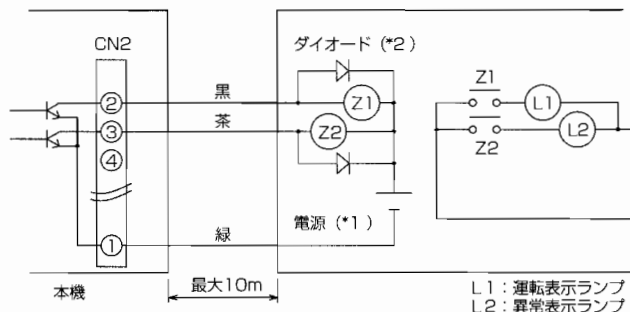 CN2
ダイオード (*2)
② 黒 Z1
③ 茶 Z2
④
① 緑 電源 (*1)
Z1 L1
L2
Z2
本機 最大10m
L1：運転表示ランプ
L2：異常表示ランプ